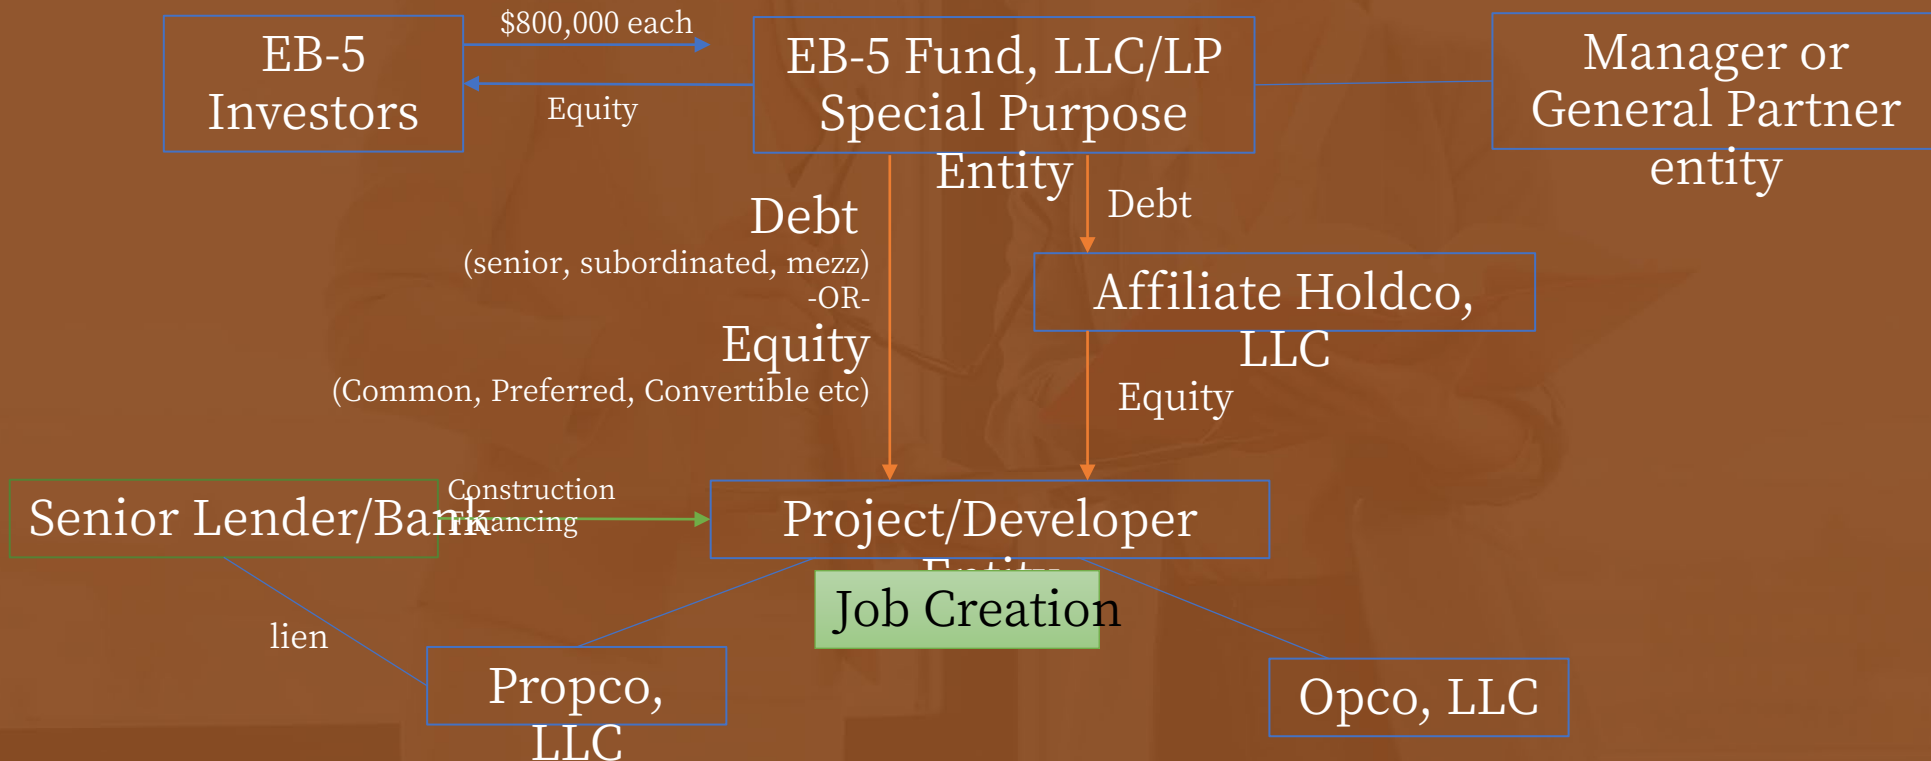 $800,000 each
EB-5
Investors
Equity
EB-5 Fund, LLC/LP
Special Purpose
Entity
Manager or
General Partner
entity
Debt
(senior, subordinated, mezz)
-OR-
Equity
(Common, Preferred, Convertible etc)
Debt
Affiliate Holdco,
LLC
Equity
Senior Lender/Bank
Construction
Financing
Project/Developer
Entity
Job Creation
lien
Propco,
LLC
Opco, LLC